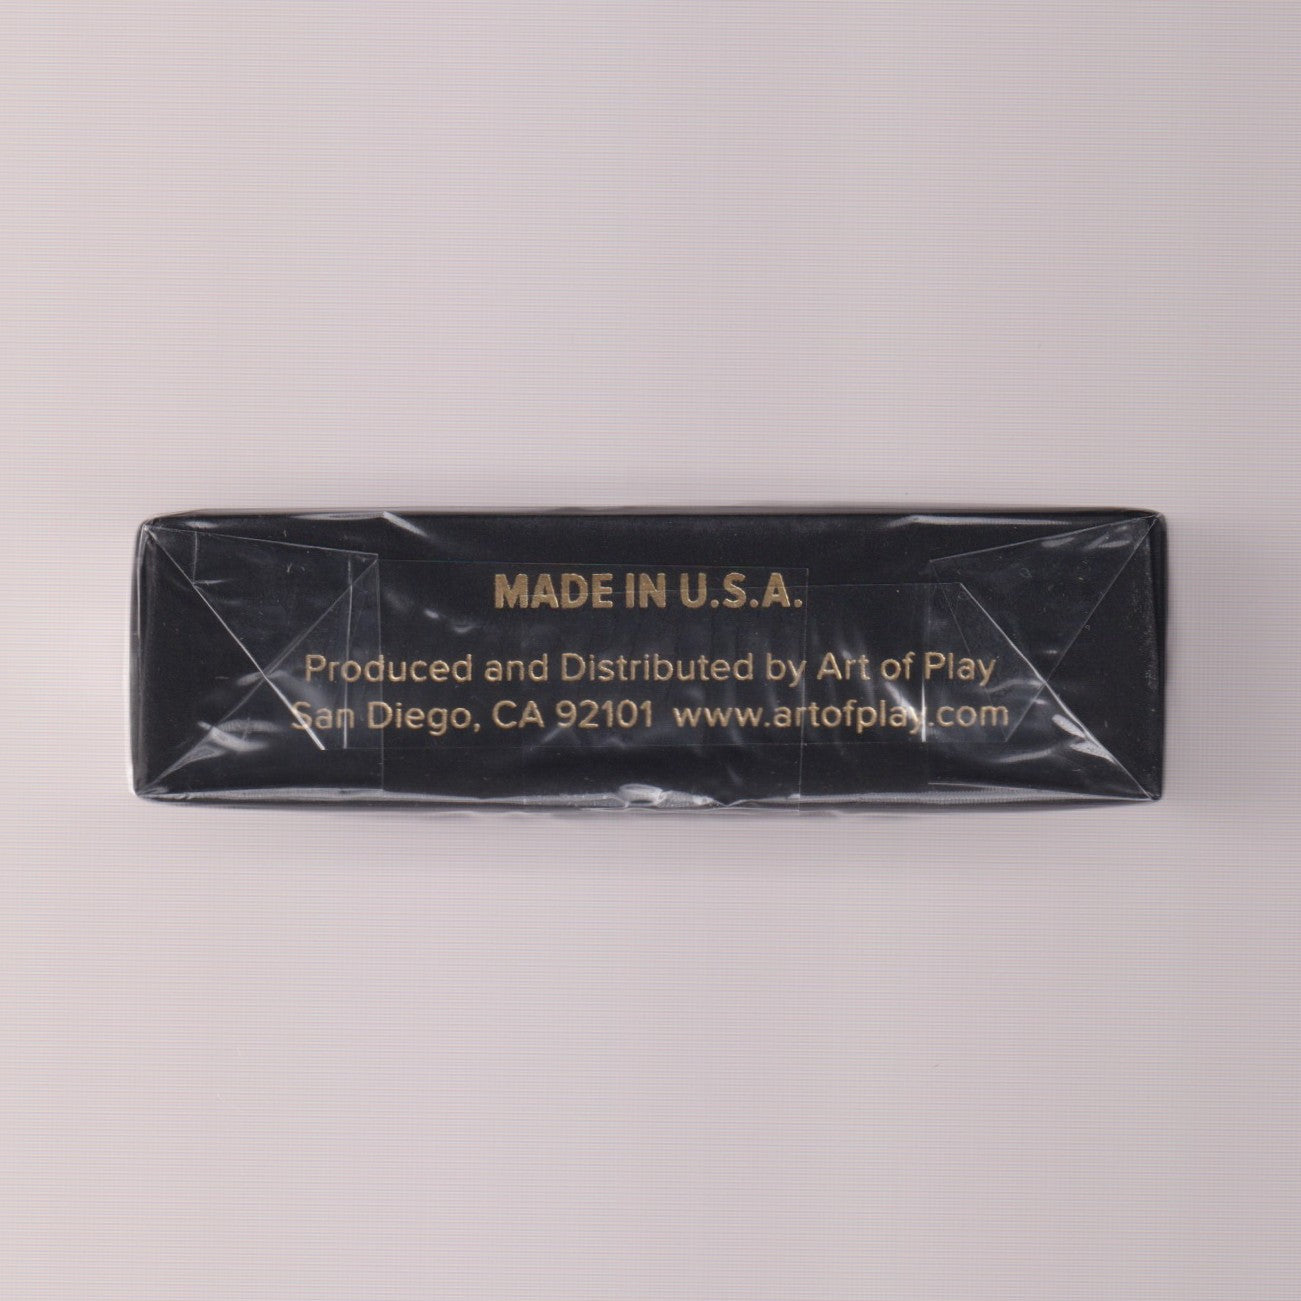 MADE IN U.S.A.
Produced and Distributed by Art of Play
San Diego, CA 92101 www.artofplay.com